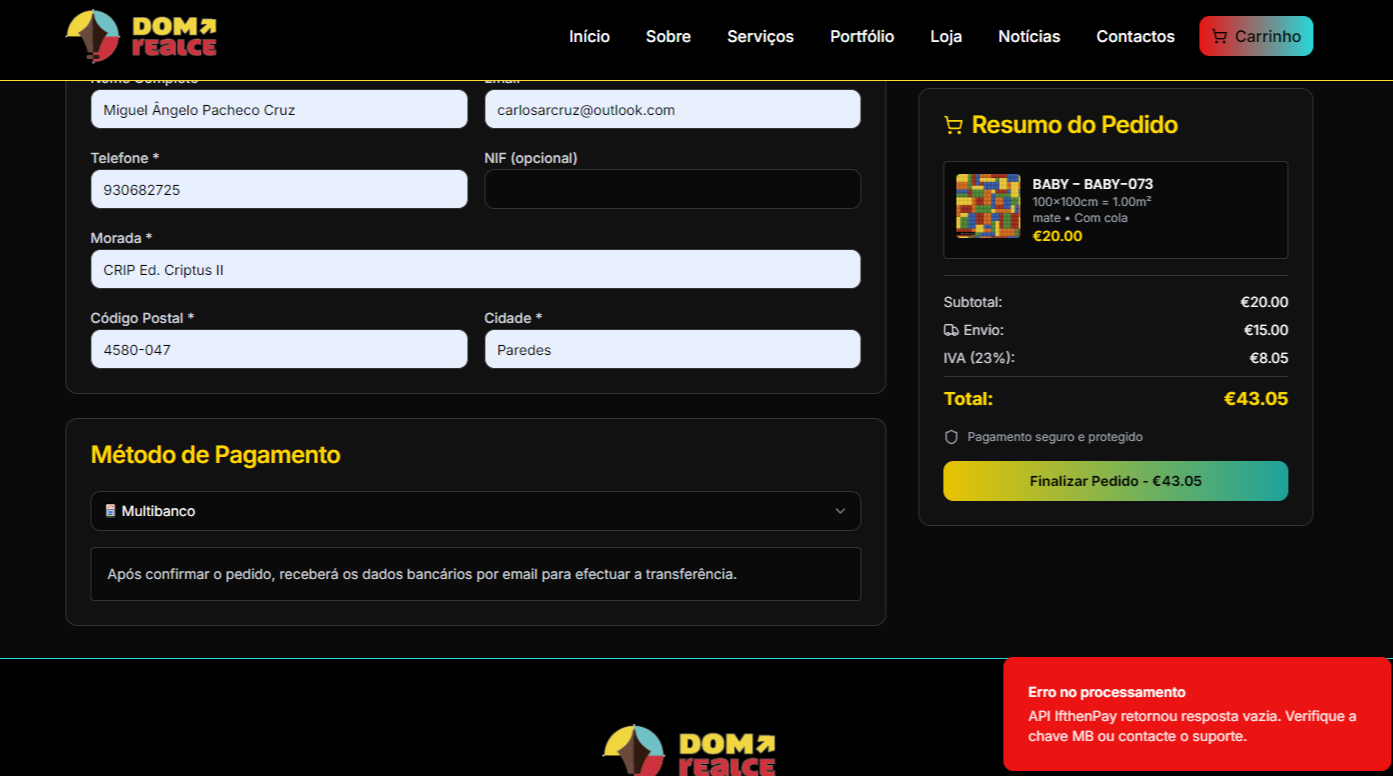 DOM
REALCE
Início
Sobre
Serviços
Portfólio
Loja
Notícias
Contactos
Carrinho
Nome Completo
Email
Miguel Ângelo Pacheco Cruz
carlosarcruz@outlook.com
Telefone *
NIF (opcional)
930682725
Morada *
CRIP Ed. Criptus II
Código Postal *
Cidade *
4580-047
Paredes
Método de Pagamento
Multibanco
Após confirmar o pedido, receberá os dados bancários por email para efectuar a transferência.
Resumo do Pedido
BABY - BABY-073
100×100cm = 1.00m²
mate • Com cola
€20.00
Subtotal: €20.00
Envio: €15.00
IVA (23%): €8.05
Total: €43.05
Pagamento seguro e protegido
Finalizar Pedido - €43.05
DOM
REALCE
Erro no processamento
API IfthenPay retornou resposta vazia. Verifique a
chave MB ou contacte o suporte.